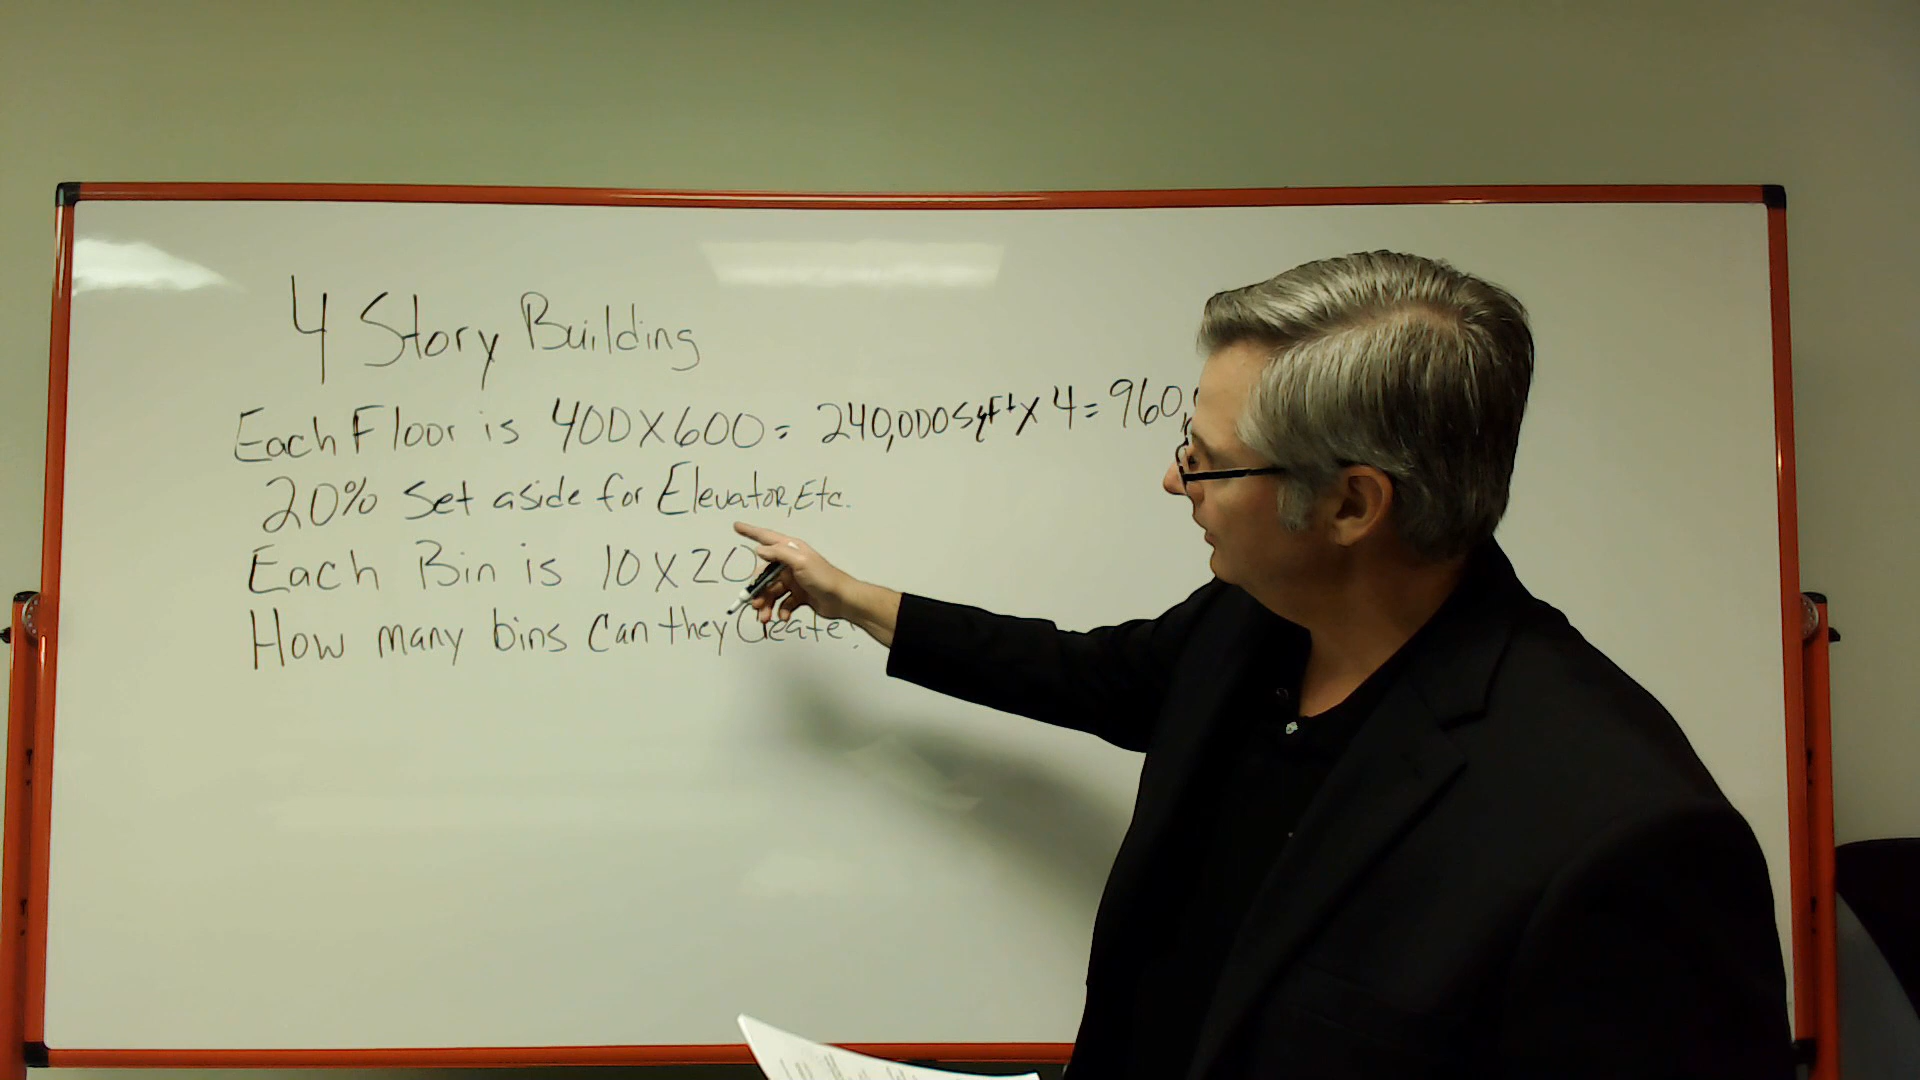 4 Story Building
Each Floor is 400 X 600 = 240,000 sqFt X 4 = 960,
20% Set aside for Elevator, Etc.
Each Bin is 10 X 20
How many bins Can they Create?